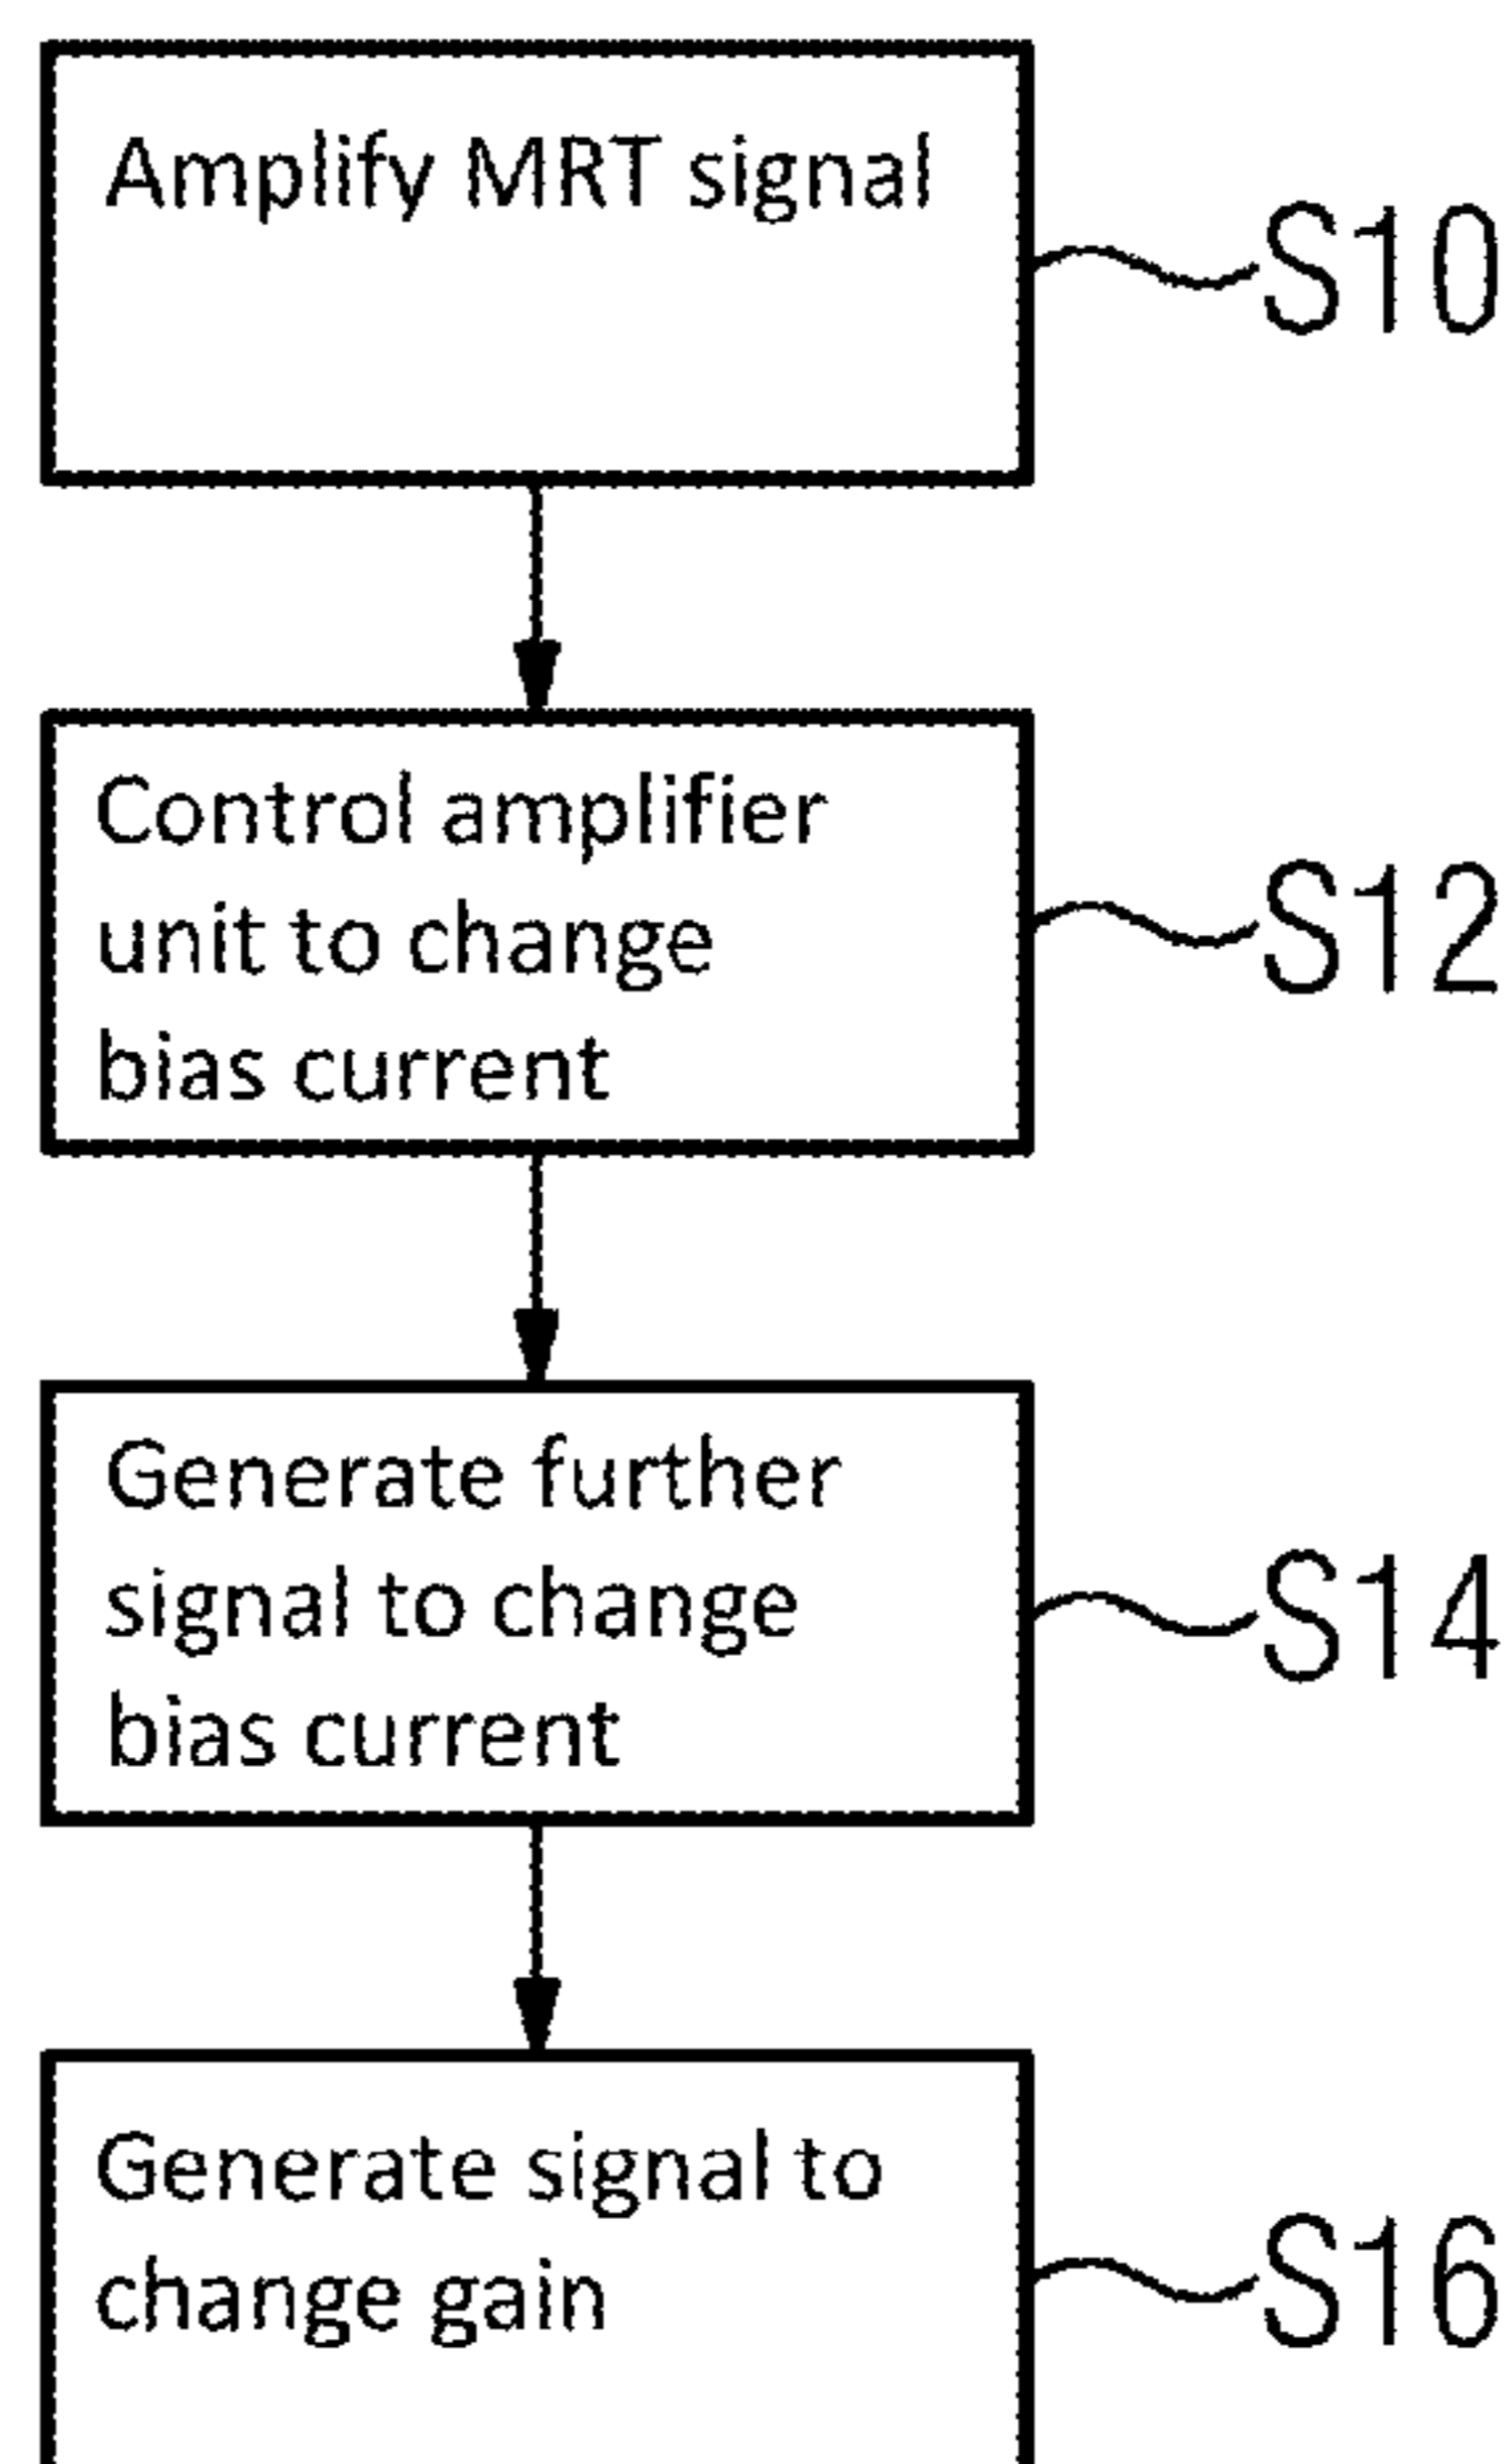 Amplify MRT signal
S10
Control amplifier
unit to change
bias current
S12
Generate further
signal to change
bias current
S14
Generate signal to
change gain
S16